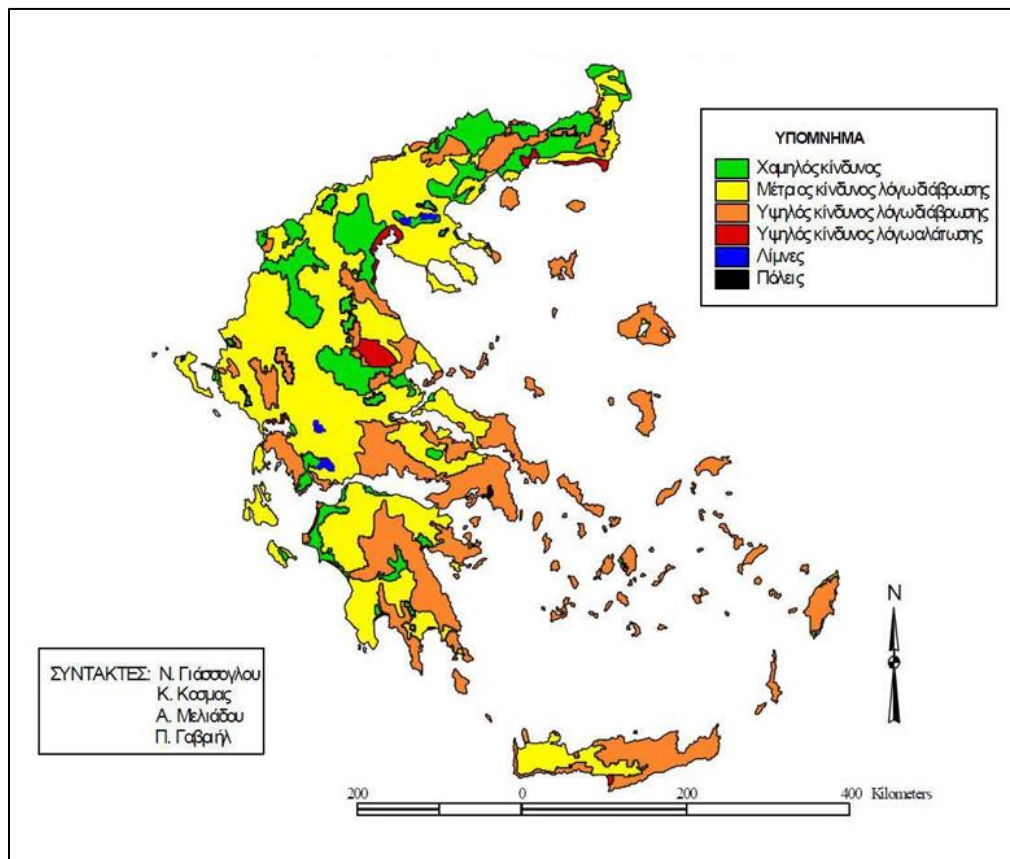 ΥΠΟΜΝΗΜΑ
Χαμηλός κίνδυνος
Μέτριος κίνδυνος λόγω διάβρωσης
Υψηλός κίνδυνος λόγω διάβρωσης
Υψηλός κίνδυνος λόγω αλάτωσης
Λίμνες
Πόλεις
N
ΣΥΝΤΑΚΤΕΣ: Ν. Γιάσσογλου
Κ. Κοσμας
Α. Μελιάδου
Π. Γαβριήλ
200 0 200 400 Kilometers